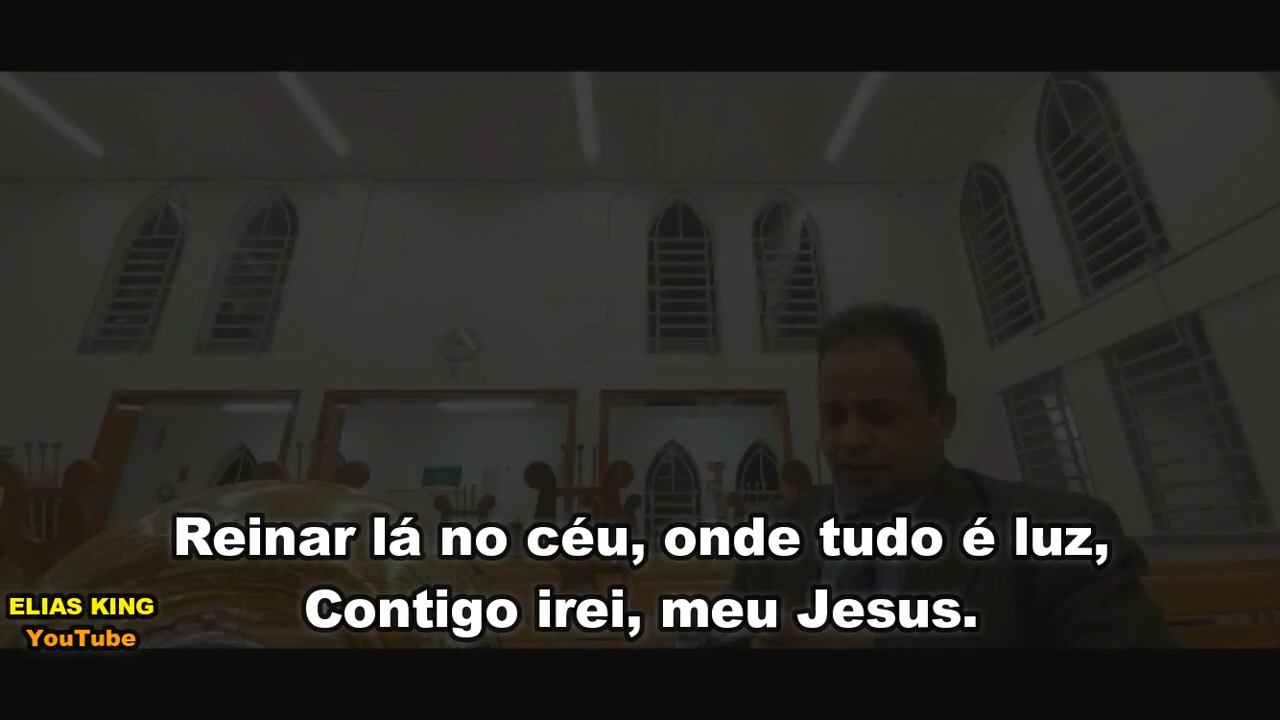 Reinar lá no céu, onde tudo é luz,
Contigo irei, meu Jesus.
ELIAS KING
YouTube